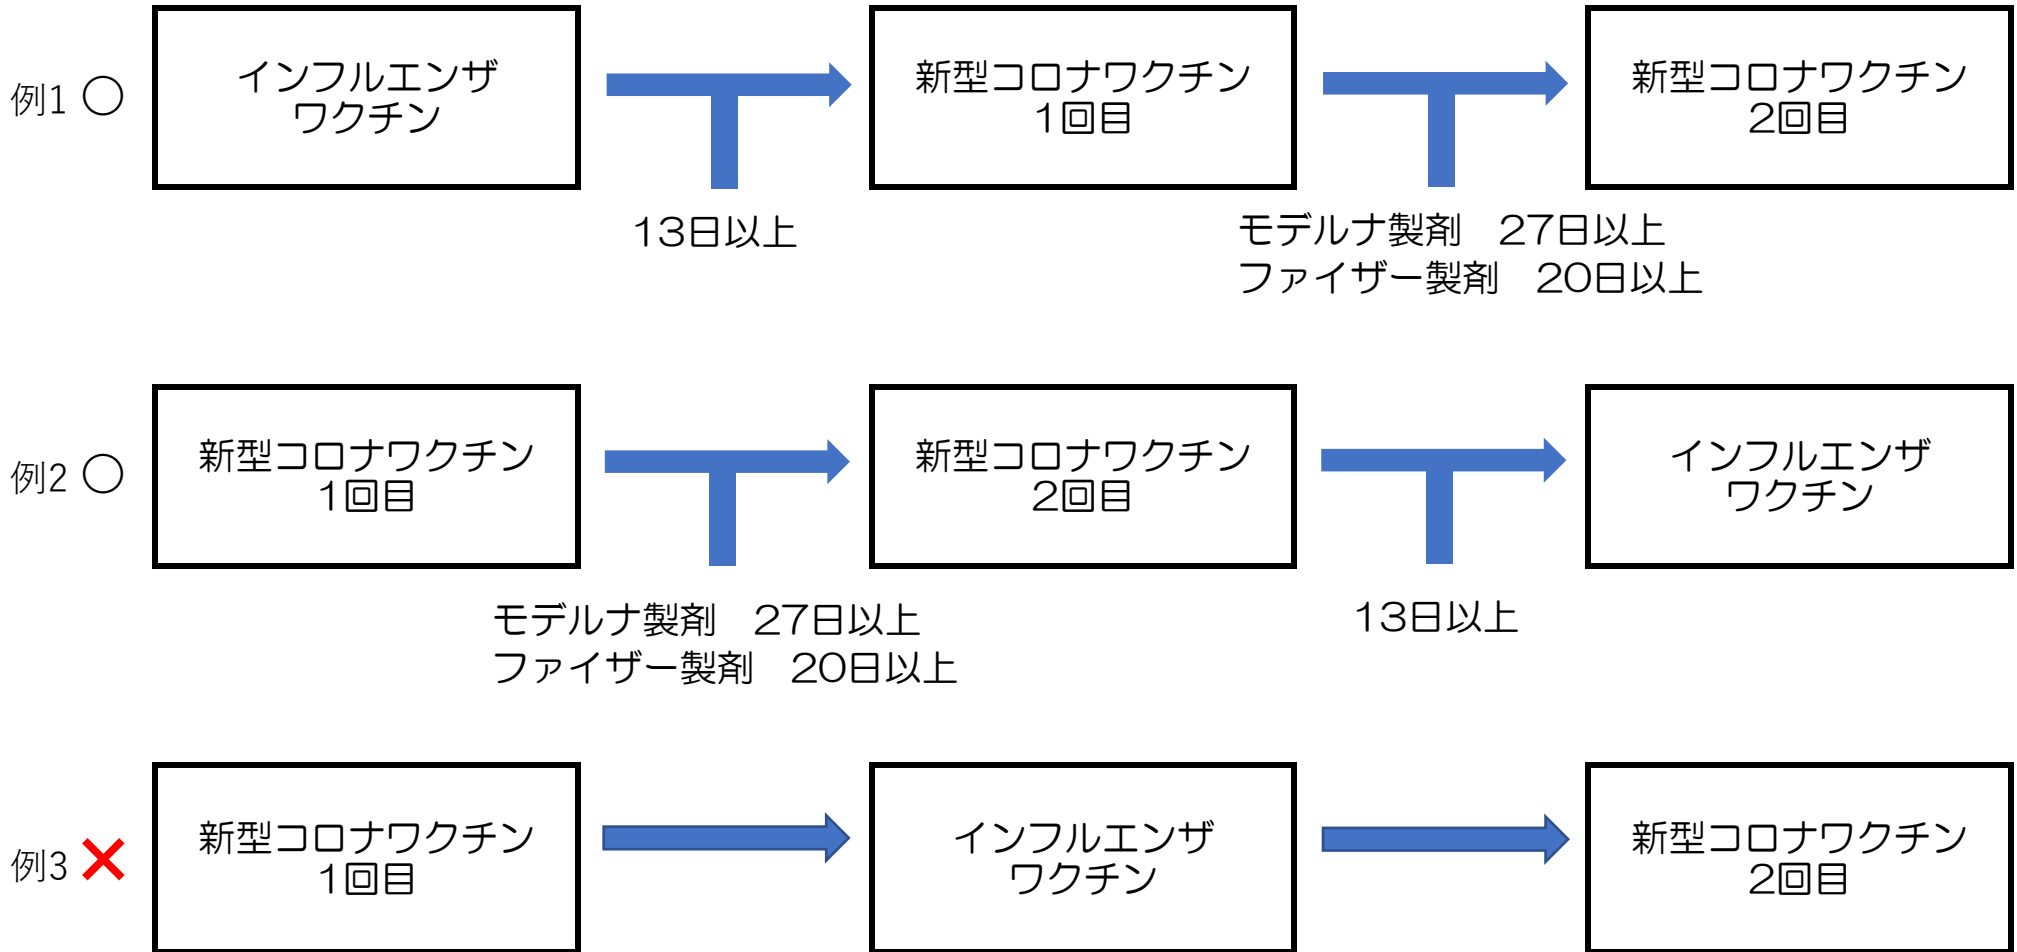 例1 ○
インフルエンザ
ワクチン
新型コロナワクチン
1回目
新型コロナワクチン
2回目
13日以上
モデルナ製剤　27日以上
ファイザー製剤　20日以上
例2 ○
新型コロナワクチン
1回目
新型コロナワクチン
2回目
インフルエンザ
ワクチン
モデルナ製剤　27日以上
ファイザー製剤　20日以上
13日以上
例3 ×
新型コロナワクチン
1回目
インフルエンザ
ワクチン
新型コロナワクチン
2回目